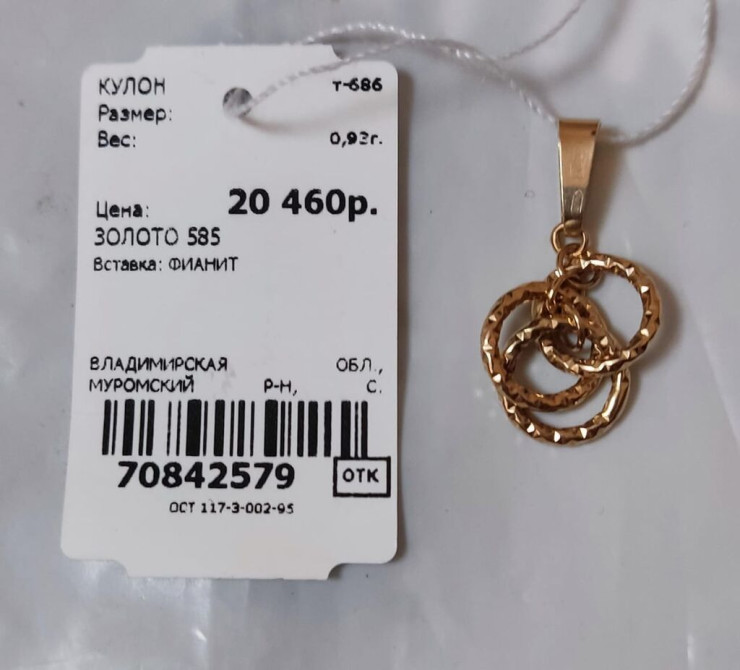 КУЛОН т-686
Размер:
Вес: 0,93г.
Цена: 20 460р.
ЗОЛОТО 585
Вставка: ФИАНИТ
ВЛАДИМИРСКАЯ ОБЛ.,
МУРОМСКИЙ Р-Н, С.
70842579 ОТК
ОСТ 117-3-002-95